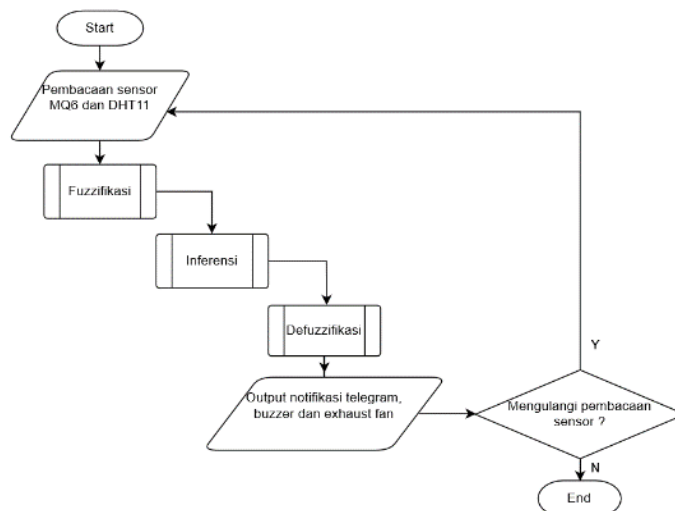 Start
Pembacaan sensor
MQ6 dan DHT11
Fuzzifikasi
Inferensi
Defuzzifikasi
Output notifikasi telegram,
buzzer dan exhaust fan
Y
Mengulangi pembacaan
sensor ?
N
End